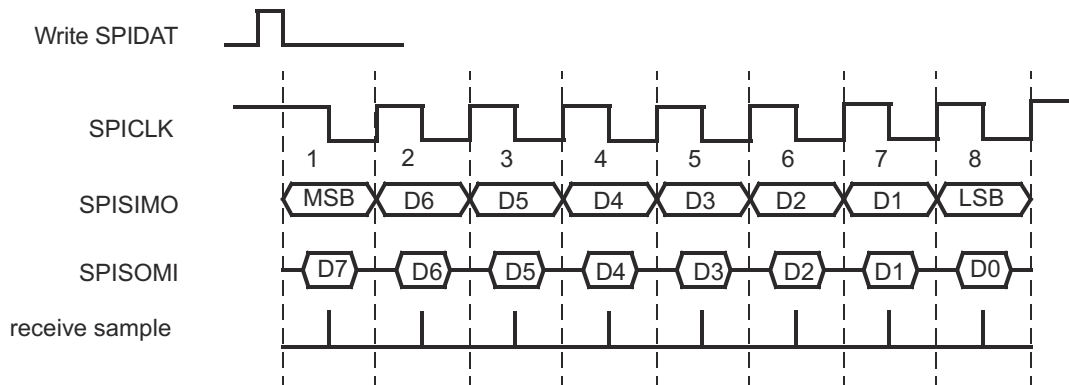 Write SPIDAT
SPICLK
1 2 3 4 5 6 7 8
SPISIMO MSB D6 D5 D4 D3 D2 D1 LSB
SPISOMI D7 D6 D5 D4 D3 D2 D1 D0
receive sample